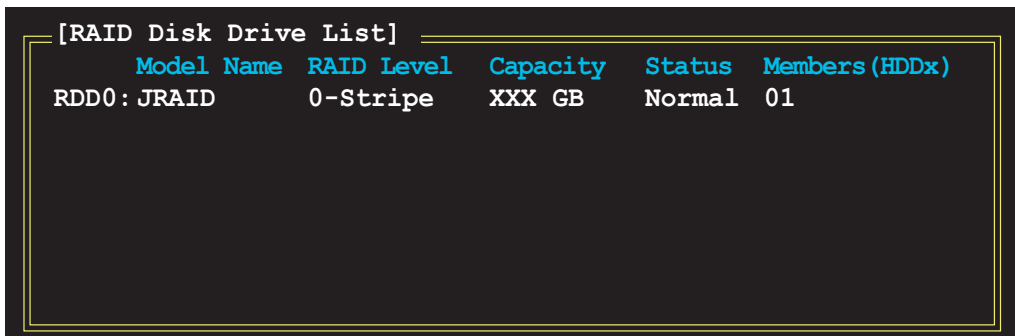 [RAID Disk Drive List]
Model Name RAID Level Capacity Status Members(HDDx)
RDD0: JRAID 0-Stripe XXX GB Normal 01